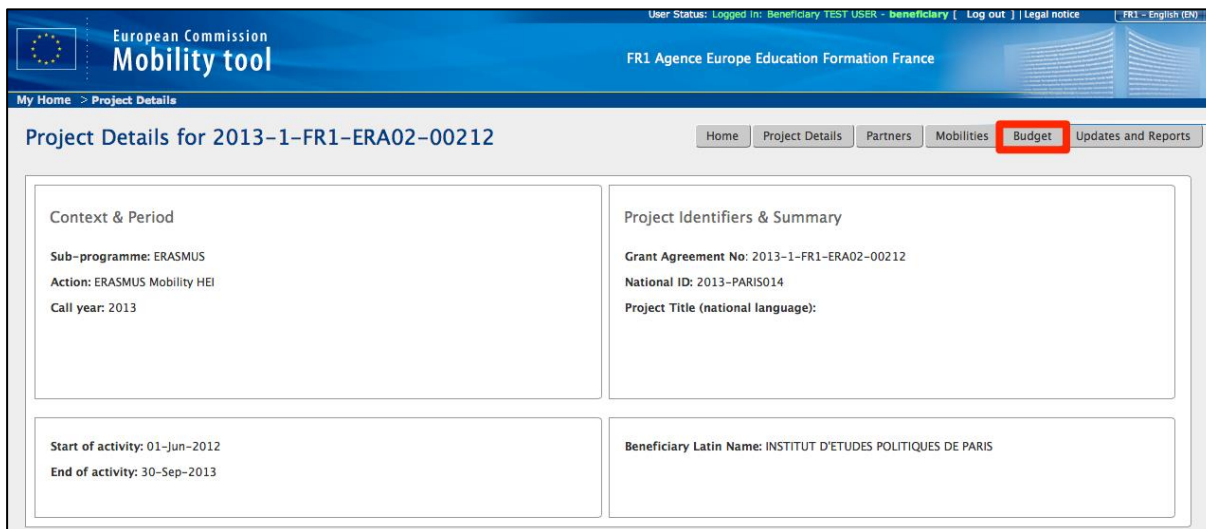 User Status: Logged in: Beneficiary TEST USER - beneficiary [ Log out ] | Legal notice
FR1 - English (EN)
European Commission
Mobility tool
FR1 Agence Europe Education Formation France
My Home > Project Details
Project Details for 2013-1-FR1-ERA02-00212
Home Project Details Partners Mobilities Budget Updates and Reports
Context & Period
Sub-programme: ERASMUS
Action: ERASMUS Mobility HEI
Call year: 2013
Project Identifiers & Summary
Grant Agreement No: 2013-1-FR1-ERA02-00212
National ID: 2013-PARIS014
Project Title (national language):
Start of activity: 01-Jun-2012
End of activity: 30-Sep-2013
Beneficiary Latin Name: INSTITUT D'ETUDES POLITIQUES DE PARIS